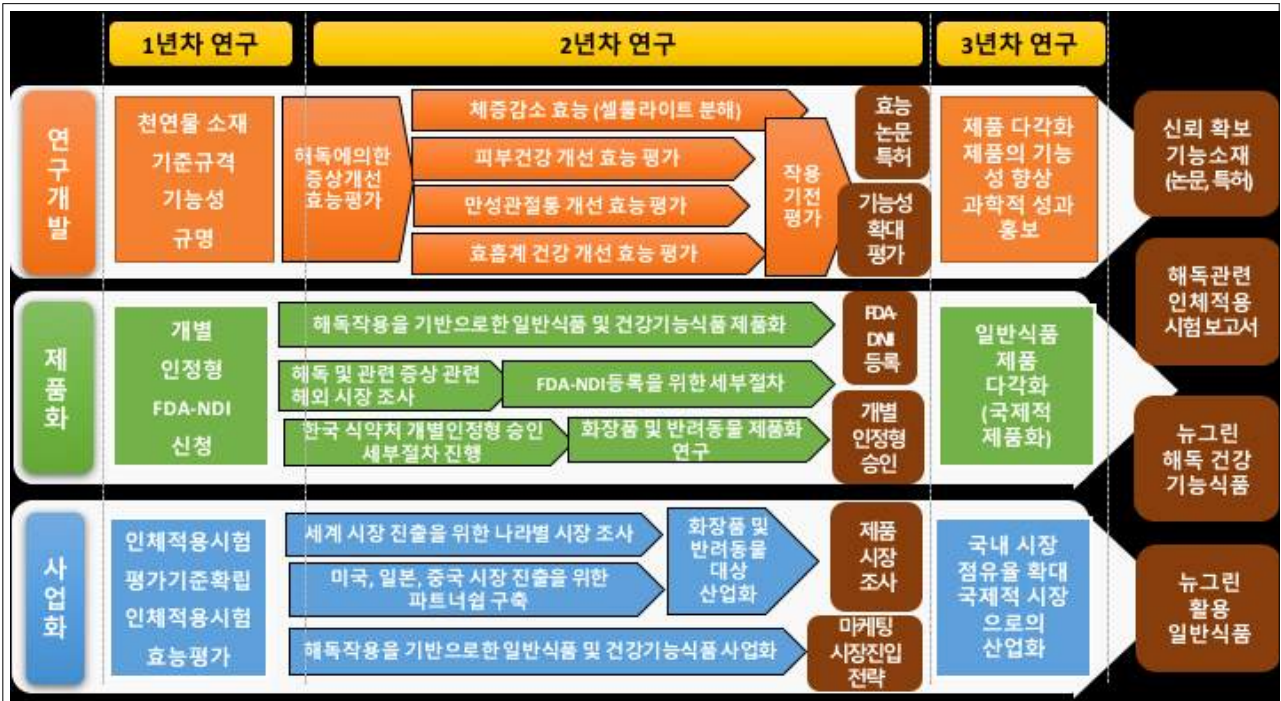 1년차 연구
2년차 연구
3년차 연구
연
구
개
발
천연물 소재
기준규격
기능성
규명
해독에의한
증상개선
효능평가
체증감소 효능 (셀룰라이트 분해)
피부건강 개선 효능 평가
만성관절통 개선 효능 평가
효흡계 건강 개선 효능 평가
작용
기전
평가
효능
논문
특허
기능성
확대
평가
제품 다각화
제품의 기능
성 향상
과학적 성과
홍보
신뢰 확보
기능소재
(논문, 특허)
해독관련
인체적용
시험 보고서
제
품
화
개별
인정형
FDA-NDI
신청
해독작용을 기반으로한 일반식품 및 건강기능식품 제품화
해독 및 관련 증상 관련
해외 시장 조사
FDA-NDI등록을 위한 세부절차
한국 식약처 개별인정형 승인
세부절차 진행
화장품 및 반려동물 제품화
연구
FDA-
DNI
등록
개별
인정형
승인
일반식품
제품
다각화
(국제적
제품화)
뉴그린
해독 건강
기능식품
사
업
화
인체적용시험
평가기준확립
인체적용시험
효능평가
세계 시장 진출을 위한 나라별 시장 조사
미국, 일본, 중국 시장 진출을 위한
파트너쉽 구축
해독작용을 기반으로한 일반식품 및 건강기능식품 사업화
화장품 및
반려동물
대상
산업화
제품
시장
조사
마케팅
시장진입
전략
국내 시장
점유율 확대
국제적 시장
으로의
산업화
뉴그린
활용
일반식품